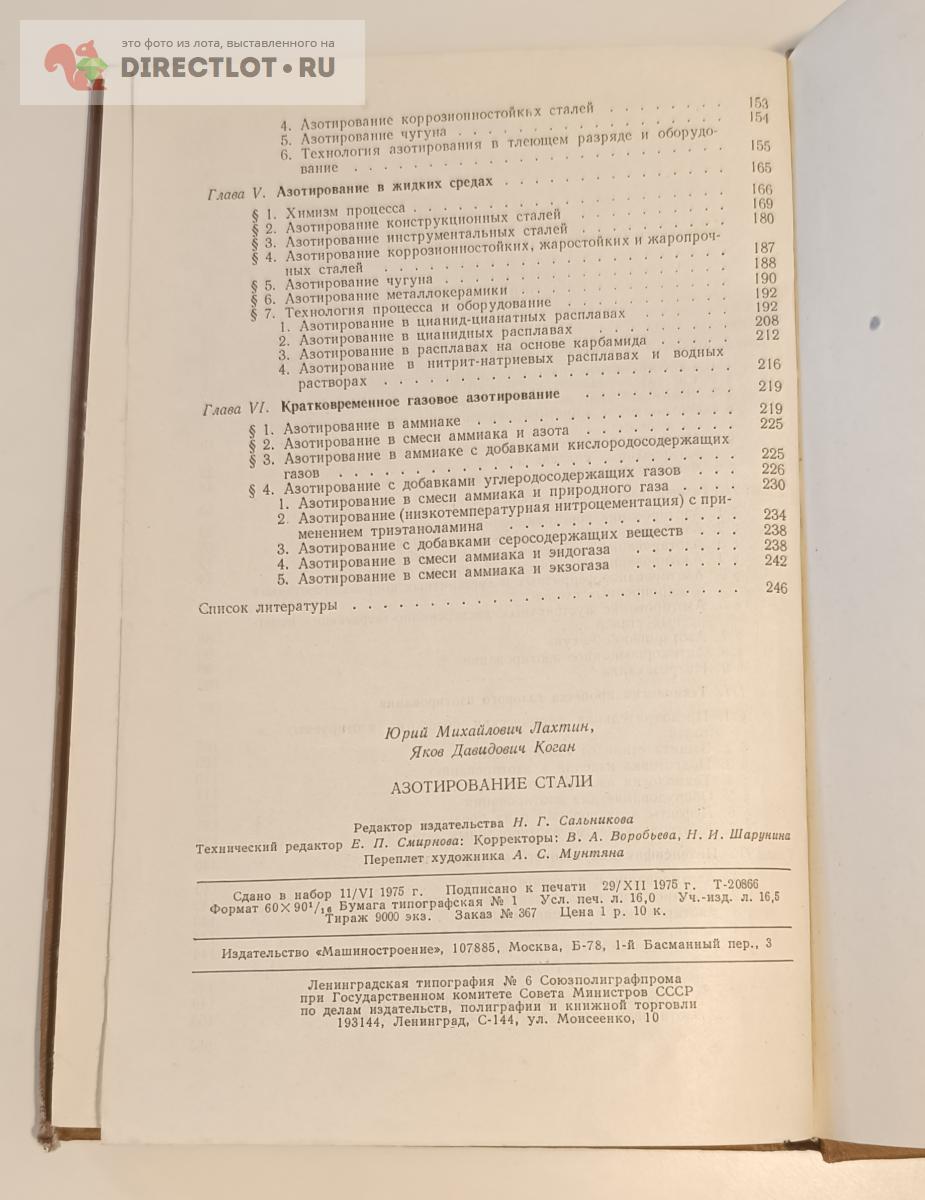 это фото из лота, выставленного на
DIRECTLOT.RU
4. Азотирование коррозионностойких сталей . . . . . . . 153
5. Азотирование чугуна . . . . . . . . . . . . . . . . 154
6. Технология азотирования в тлеющем разряде и оборудо-
вание . . . . . . . . . . . . . . . . . . . . . . 155
Глава V. Азотирование в жидких средах . . . . . . . . . . . . . 165
§ 1. Химизм процесса . . . . . . . . . . . . . . . . . . 166
§ 2. Азотирование конструкционных сталей . . . . . . . . 169
§ 3. Азотирование инструментальных сталей . . . . . . . . 180
§ 4. Азотирование коррозионностойких, жаростойких и жаропроч-
ных сталей . . . . . . . . . . . . . . . . . . . . 187
§ 5. Азотирование чугуна . . . . . . . . . . . . . . . . 188
§ 6. Азотирование металлокерамики . . . . . . . . . . . . 190
§ 7. Технология процесса и оборудование . . . . . . . . . 192
1. Азотирование в цианид-цианатных расплавах . . . . . 192
2. Азотирование в цианидных расплавах . . . . . . . . 208
3. Азотирование в расплавах на основе карбамида . . . . . 212
4. Азотирование в нитрит-натриевых расплавах и водных
растворах . . . . . . . . . . . . . . . . . . . . . 216
Глава VI. Кратковременное газовое азотирование . . . . . . . . . 219
§ 1. Азотирование в аммиаке . . . . . . . . . . . . . . . 219
§ 2. Азотирование в смеси аммиака и азота . . . . . . . . . 225
§ 3. Азотирование в аммиаке с добавками кислородосодержащих
газов . . . . . . . . . . . . . . . . . . . . . . . 225
§ 4. Азотирование с добавками углеродосодержащих газов . . . 226
1. Азотирование в смеси аммиака и природного газа . . . . 230
2. Азотирование (низкотемпературная нитроцементация) с при-
менением триэтаноламина . . . . . . . . . . . . . . 234
3. Азотирование с добавками серосодержащих веществ . . . 238
4. Азотирование в смеси аммиака и эндогаза . . . . . . . 238
5. Азотирование в смеси аммиака и экзогаза . . . . . . . 242
Список литературы . . . . . . . . . . . . . . . . . . . . . . . 246
Юрий Михайлович Лахтин,
Яков Давидович Коган
АЗОТИРОВАНИЕ СТАЛИ
Редактор издательства Н. Г. Сальникова
Технический редактор Е. П. Смирнова: Корректоры: В. А. Воробьева, Н. И. Шарунина
Переплет художника А. С. Мунтяна
Сдано в набор 11/VI 1975 г. Подписано к печати 29/XII 1975 г. Т-20866
Формат 60×90¹/₁₆ Бумага типографская № 1 Усл. печ. л. 16,0 Уч.-изд. л. 16,5
Тираж 9000 экз. Заказ № 367 Цена 1 р. 10 к.
Издательство «Машиностроение», 107885, Москва, Б-78, 1-й Басманный пер., 3
Ленинградская типография № 6 Союзполиграфпрома
при Государственном комитете Совета Министров СССР
по делам издательств, полиграфии и книжной торговли
193144, Ленинград, С-144, ул. Моисеенко, 10